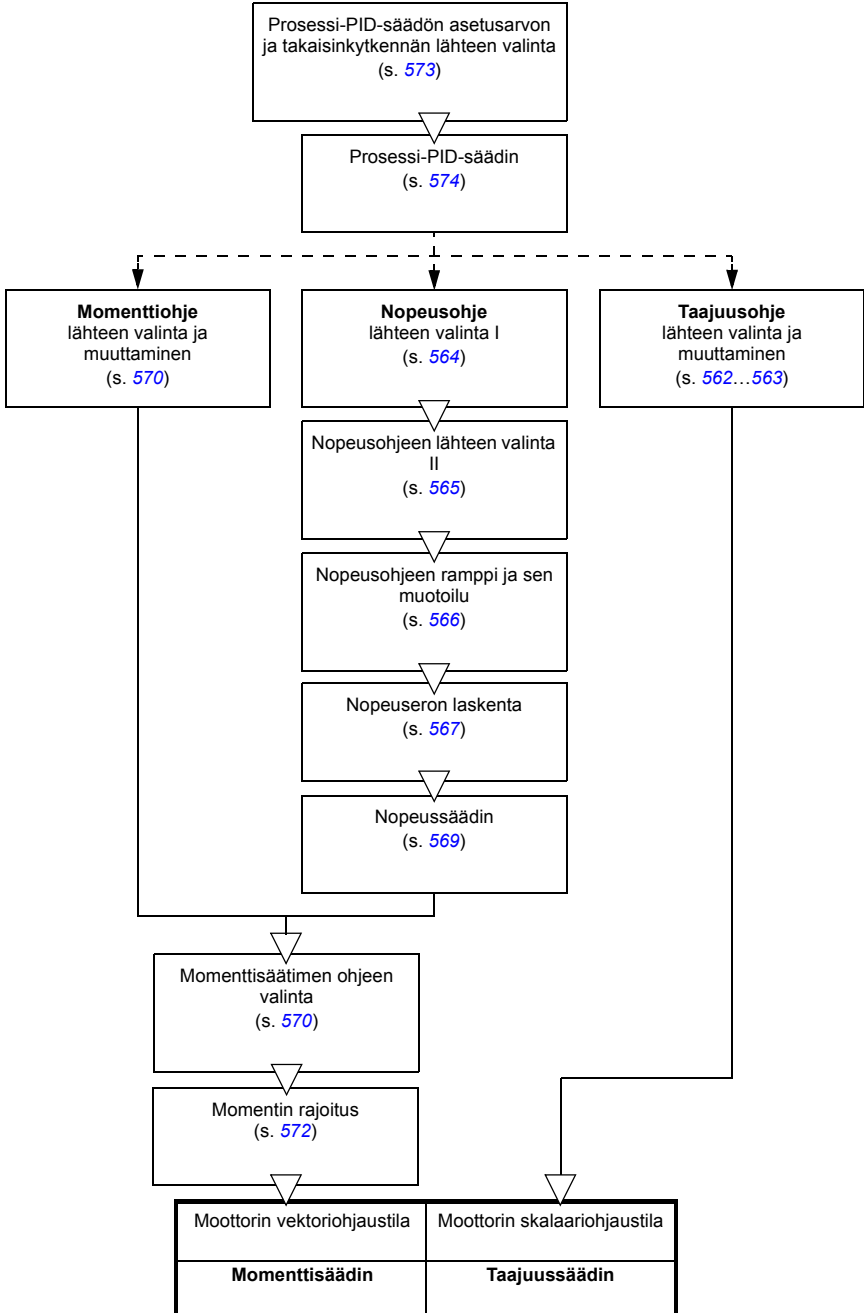 Prosessi-PID-säädön asetusarvon
ja takaisinkytkennän lähteen valinta
(s. 573)
Prosessi-PID-säädin
(s. 574)
Momenttiohje
lähteen valinta ja
muuttaminen
(s. 570)
Nopeusohje
lähteen valinta I
(s. 564)
Taajuusohje
lähteen valinta ja
muuttaminen
(s. 562…563)
Nopeusohjeen lähteen valinta
II
(s. 565)
Nopeusohjeen ramppi ja sen
muotoilu
(s. 566)
Nopeuseron laskenta
(s. 567)
Nopeussäädin
(s. 569)
Momenttisäätimen ohjeen
valinta
(s. 570)
Momentin rajoitus
(s. 572)
Moottorin vektoriohjaustila
Moottorin skalaariohjaustila
Momenttisäädin
Taajuussäädin